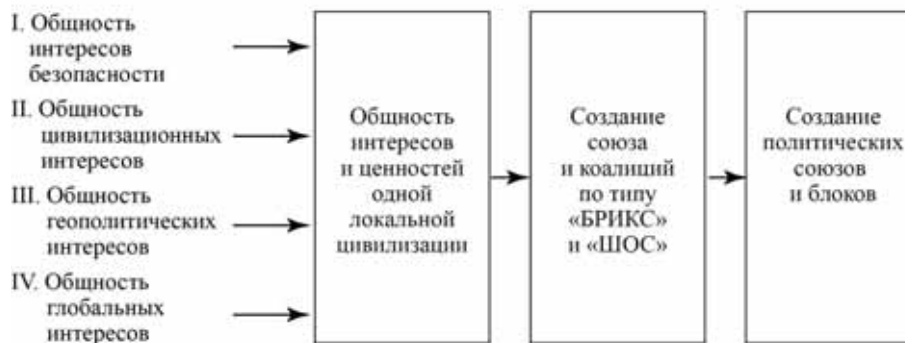 I. Общность
интересов
безопасности
II. Общность
цивилизационных
интересов
III. Общность
геополитических
интересов
IV. Общность
глобальных
интересов
Общность
интересов
и ценностей
одной
локальной
цивилизации
Создание
союза
и коалиций
по типу
«БРИКС»
и «ШОС»
Создание
политических
союзов
и блоков